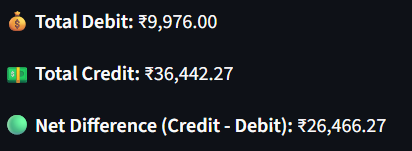 💰 Total Debit: ₹9,976.00
💵 Total Credit: ₹36,442.27
🟢 Net Difference (Credit - Debit): ₹26,466.27